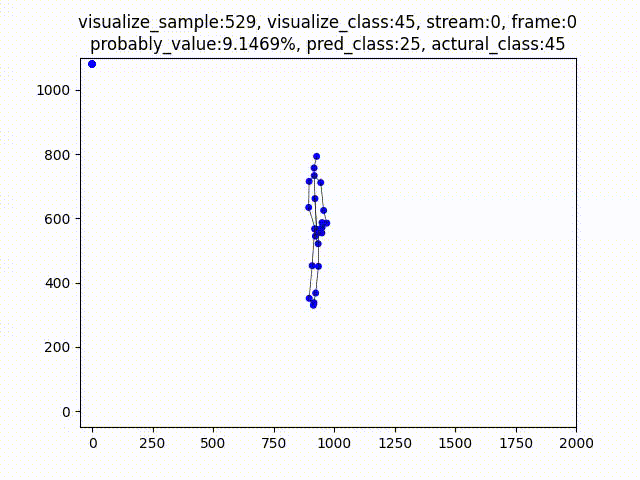 visualize_sample:529, visualize_class:45, stream:0, frame:0
probably_value:9.1469%, pred_class:25, actural_class:45
1000
800
600
400
200
0
0 250 500 750 1000 1250 1500 1750 2000